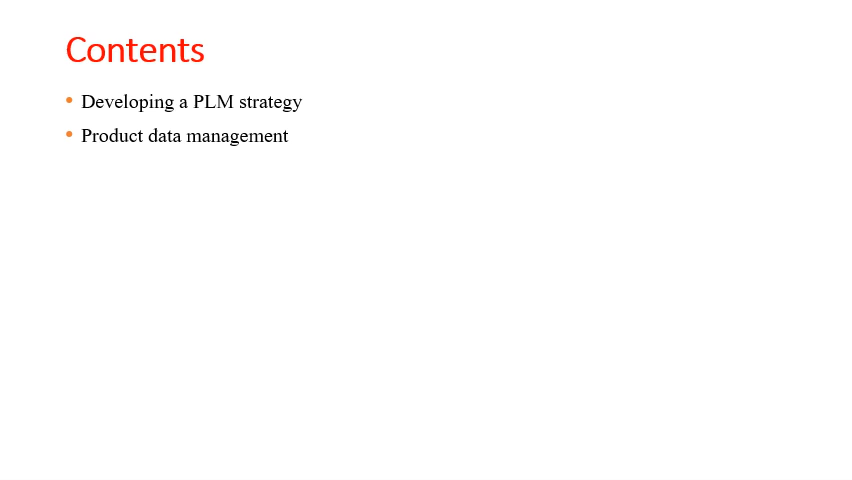 Contents
• Developing a PLM strategy
• Product data management